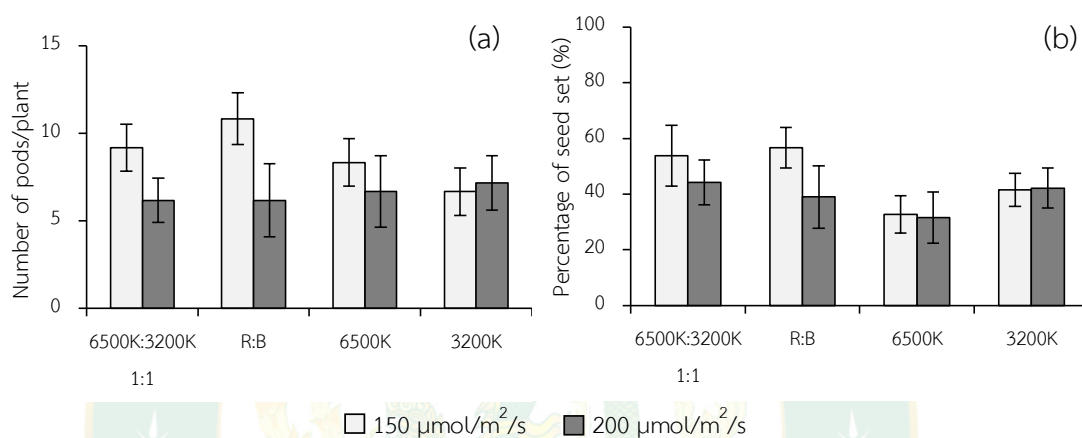 (a)
Number of pods/plant
15
10
5
0
6500K:3200K
1:1
R:B
6500K
3200K
(b)
Percentage of seed set (%)
100
80
60
40
20
0
6500K:3200K
1:1
R:B
6500K
3200K
150 µmol/m²/s
200 µmol/m²/s